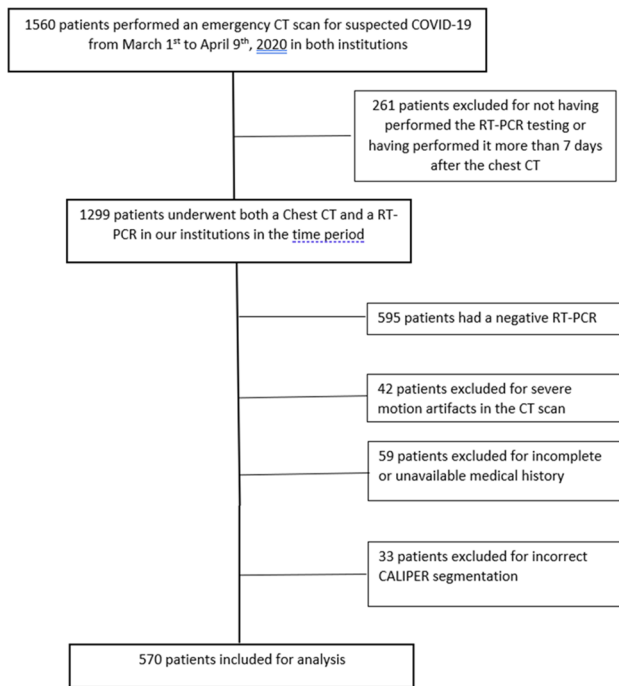 1560 patients performed an emergency CT scan for suspected COVID-19
from March 1st to April 9th, 2020 in both institutions
261 patients excluded for not having
performed the RT-PCR testing or
having performed it more than 7 days
after the chest CT
1299 patients underwent both a Chest CT and a RT-
PCR in our institutions in the time period
595 patients had a negative RT-PCR
42 patients excluded for severe
motion artifacts in the CT scan
59 patients excluded for incomplete
or unavailable medical history
33 patients excluded for incorrect
CALIPER segmentation
570 patients included for analysis